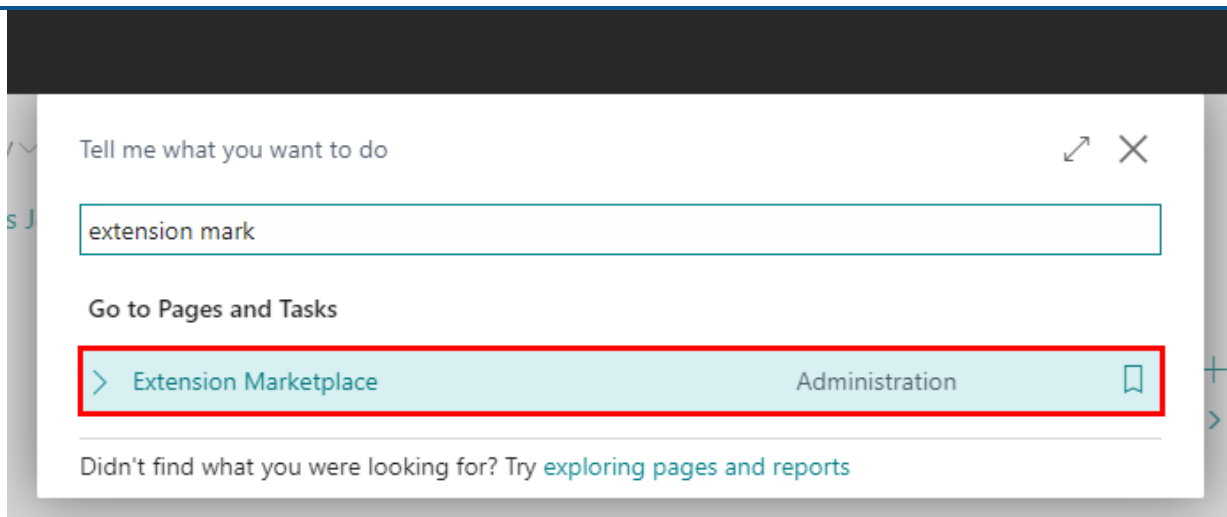 Tell me what you want to do
s J
extension mark
Go to Pages and Tasks
Extension Marketplace Administration
Didn't find what you were looking for? Try exploring pages and reports